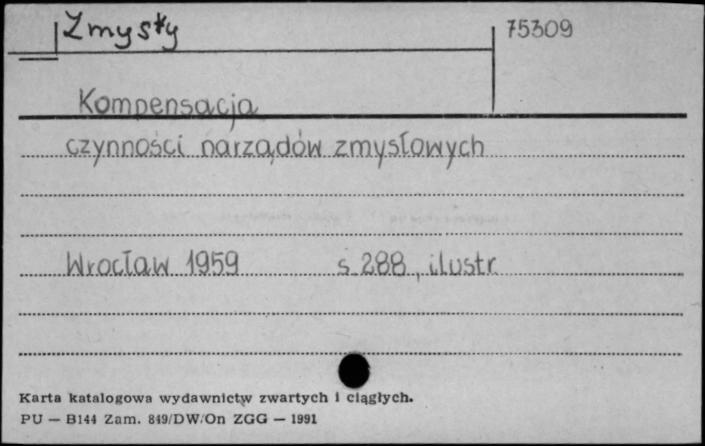 Zmysły
75309
Kompensacja
czynności narządów zmysłowych
Wrocław 1959 s. 288, ilustr.
Karta katalogowa wydawnictw zwartych i ciągłych.
PU — B144 Zam. 849/DW/On ZGG — 1991